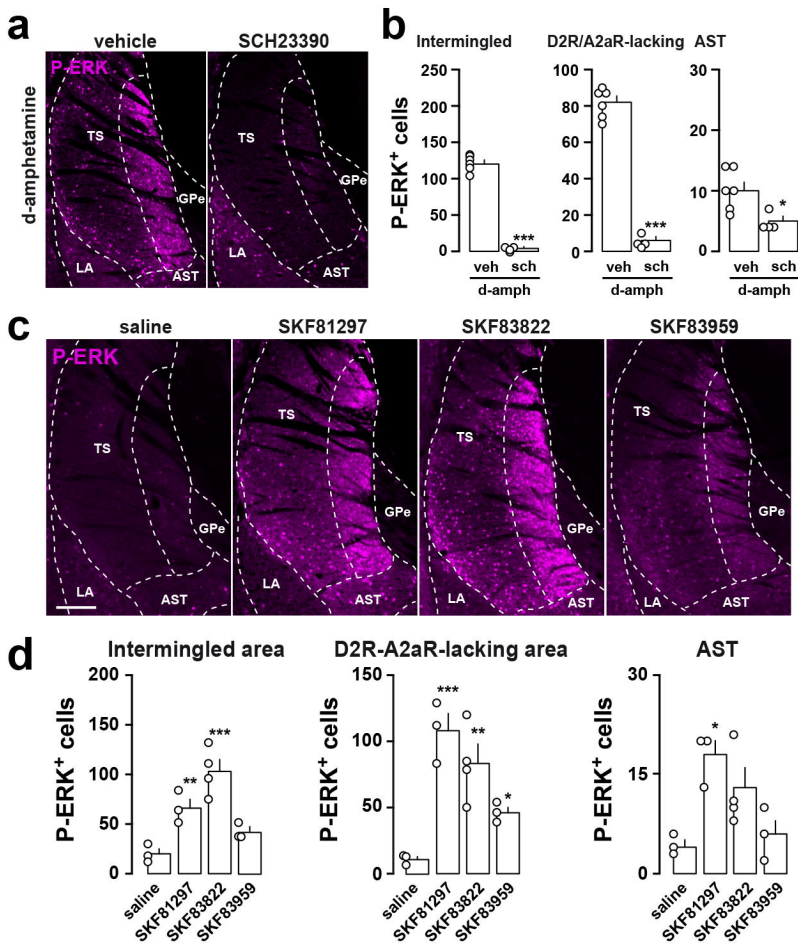 a
vehicle SCH23390
d-amphetamine
P-ERK
TS
TS
GPe
GPe
LA
AST
LA
AST
b
Intermingled D2R/A2aR-lacking AST
P-ERK+ cells
250
200
150
100
50
0
***
veh sch
d-amph
100
80
60
40
20
0
***
veh sch
d-amph
30
20
10
0
*
veh sch
d-amph
c
saline SKF81297 SKF83822 SKF83959
P-ERK
TS
GPe
LA
AST
TS
GPe
LA
AST
TS
GPe
LA
AST
TS
GPe
LA
AST
d
Intermingled area
P-ERK+ cells
200
150
100
50
0
**
***
saline
SKF81297
SKF83822
SKF83959
D2R-A2aR-lacking area
P-ERK+ cells
150
100
50
0
***
**
*
saline
SKF81297
SKF83822
SKF83959
AST
P-ERK+ cells
30
15
0
*
saline
SKF81297
SKF83822
SKF83959